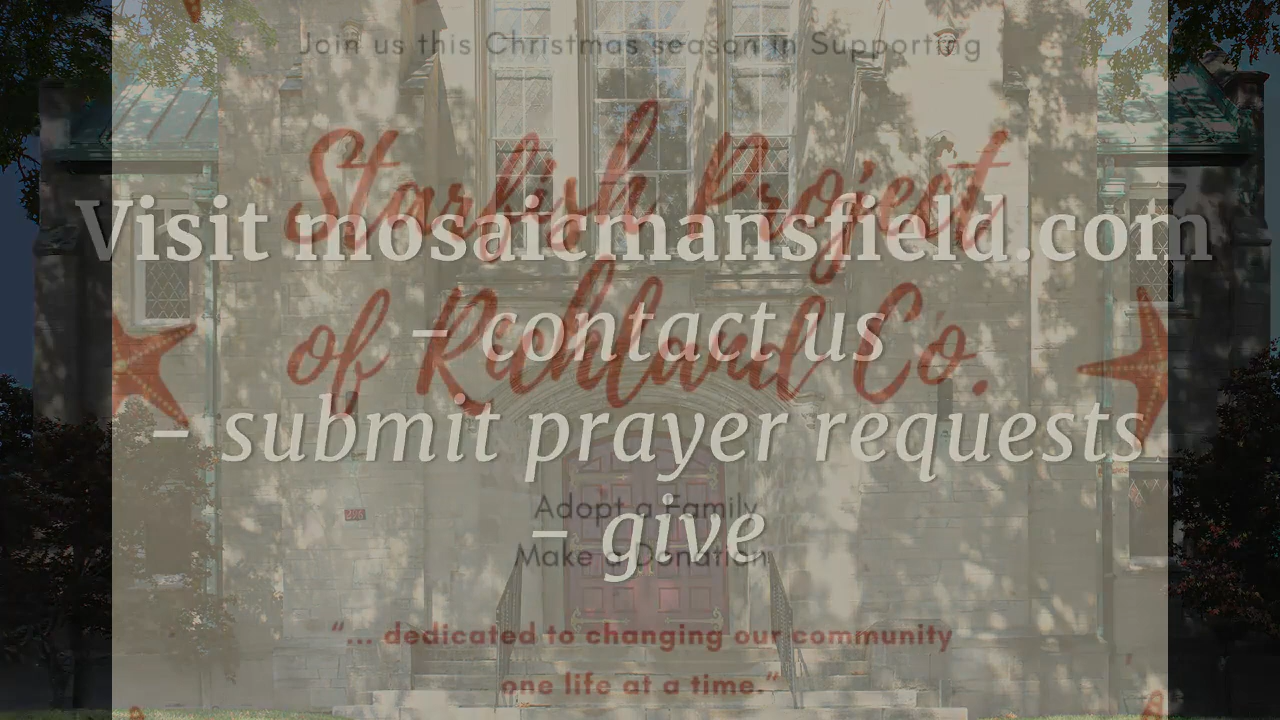 Join us this Christmas season in Supporting
Starfish Project
Visit mosaicmansfield.com
of Richland Co.
– contact us
– submit prayer requests
Adopt a Family
– give
Make a Donation
"... dedicated to changing our community
one life at a time."